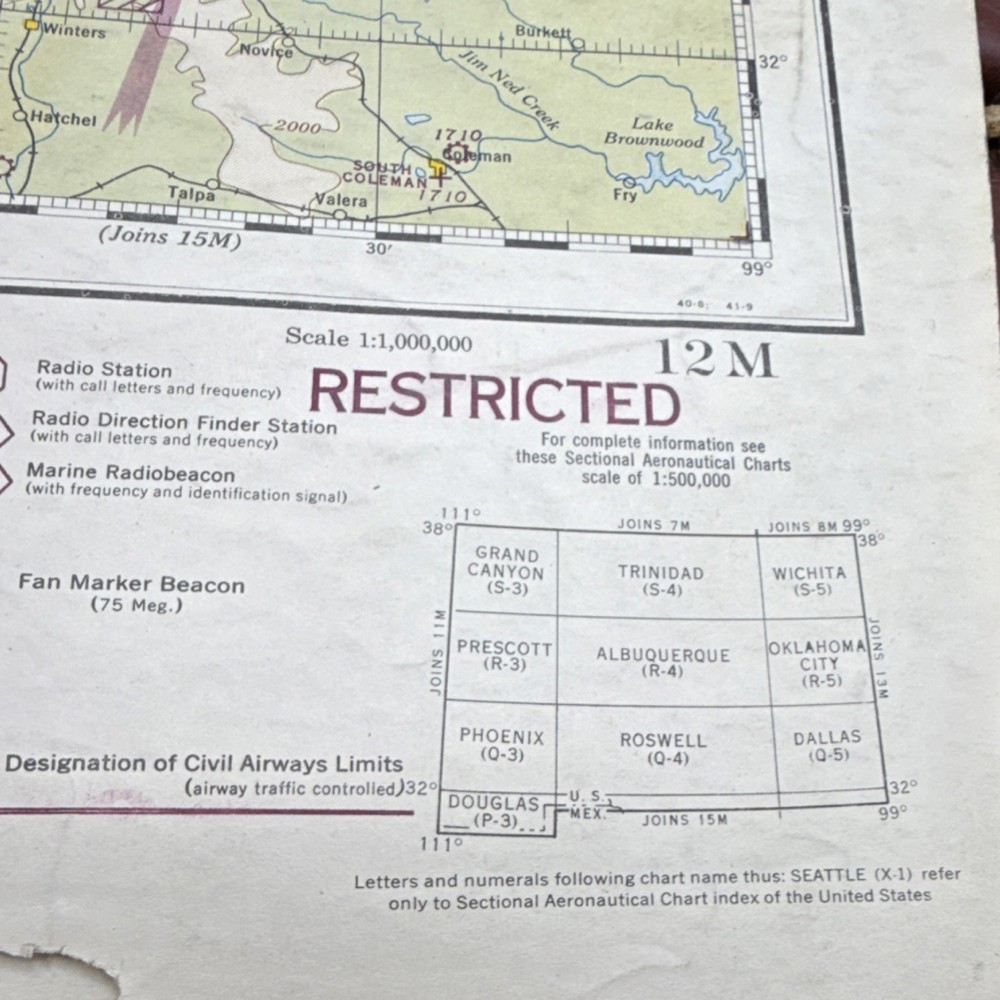 Winters
Novice
Burkett
32°
Jim Ned Creek
Hatchel
2000
1710
Coleman
Lake
Brownwood
SOUTH
COLEMAN
1710
Talpa
Valera
Fry
(Joins 15M)
30'
99°
40-8; 41-9
Scale 1:1,000,000
12M
RESTRICTED
Radio Station
(with call letters and frequency)
Radio Direction Finder Station
(with call letters and frequency)
Marine Radiobeacon
(with frequency and identification signal)
Fan Marker Beacon
(75 Meg.)
Designation of Civil Airways Limits
(airway traffic controlled)
For complete information see
these Sectional Aeronautical Charts
scale of 1:500,000
111°
38°
JOINS 7M
JOINS 8M
99°
38°
GRAND
CANYON
(S-3)
TRINIDAD
(S-4)
WICHITA
(S-5)
JOINS 11M
PRESCOTT
(R-3)
ALBUQUERQUE
(R-4)
OKLAHOMA
CITY
(R-5)
JOINS 13M
PHOENIX
(Q-3)
ROSWELL
(Q-4)
DALLAS
(Q-5)
32°
DOUGLAS
(P-3)
U. S.
MEX.
JOINS 15M
32°
99°
111°
Letters and numerals following chart name thus: SEATTLE (X-1) refer
only to Sectional Aeronautical Chart index of the United States